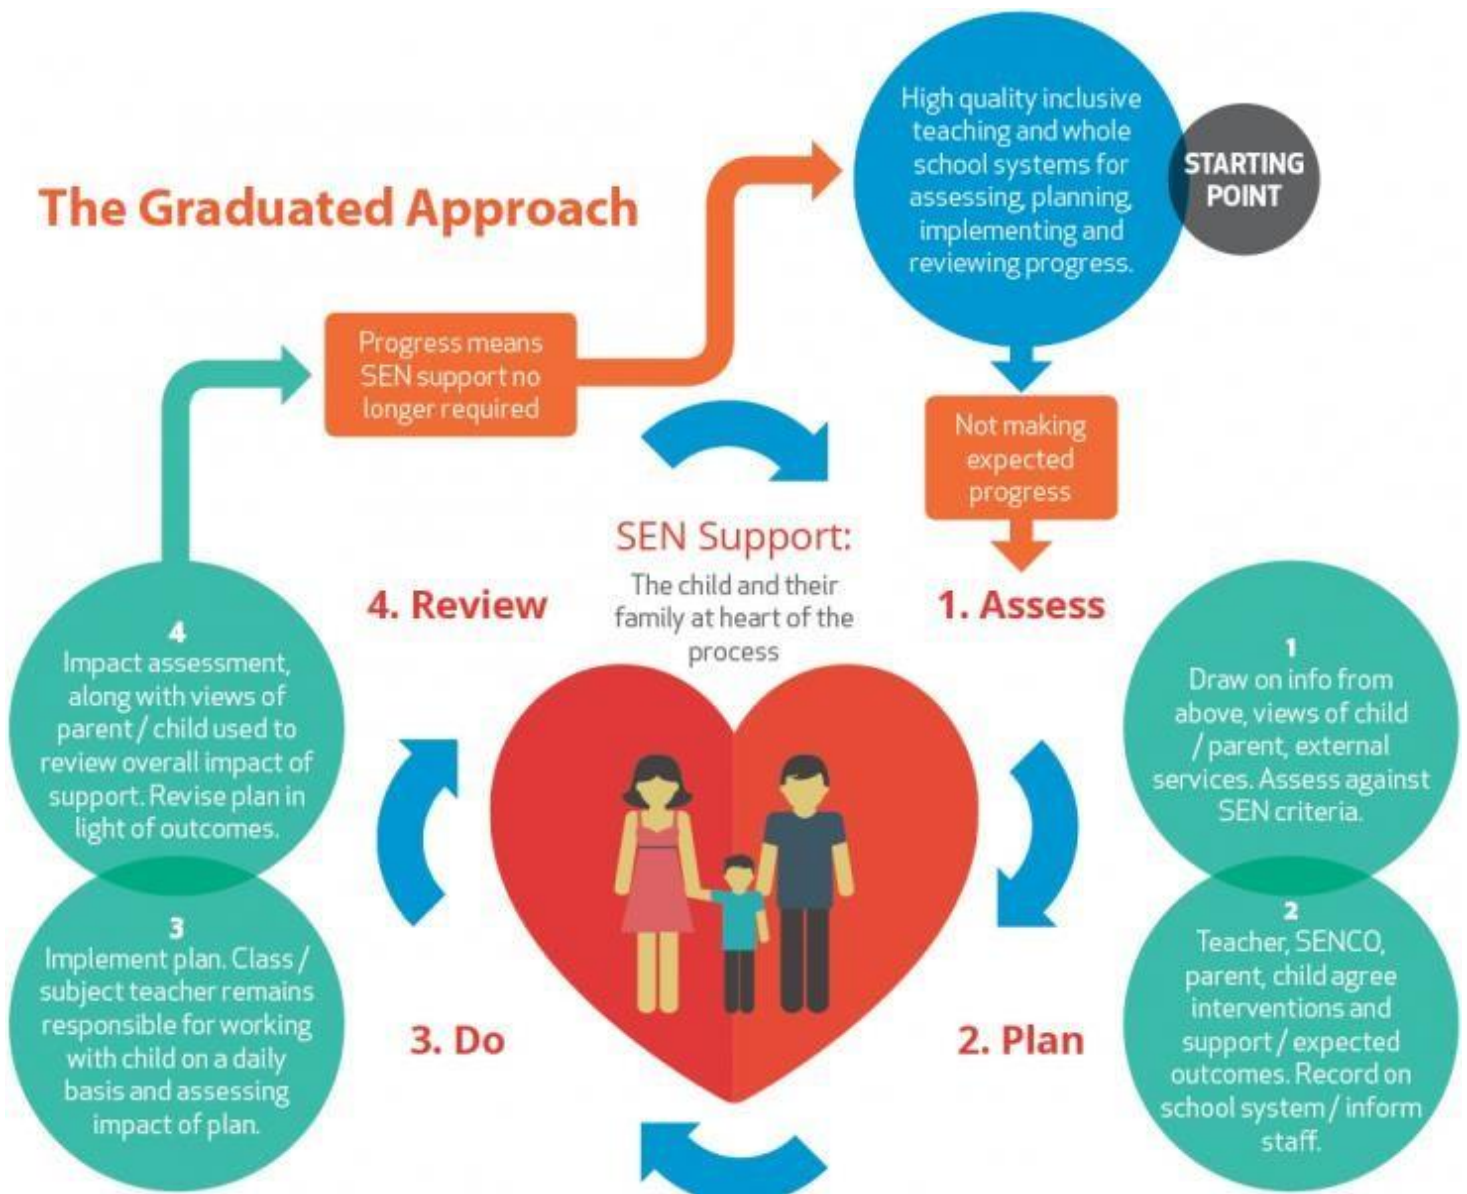 The Graduated Approach
High quality inclusive
teaching and whole
school systems for
assessing, planning,
implementing and
reviewing progress.
STARTING
POINT
Progress means
SEN support no
longer required
Not making
expected
progress
SEN Support:
The child and their
family at heart of the
process
4. Review
1. Assess
4
Impact assessment,
along with views of
parent / child used to
review overall impact of
support. Revise plan in
light of outcomes.
1
Draw on info from
above, views of child
/ parent, external
services. Assess against
SEN criteria.
3
Implement plan. Class /
subject teacher remains
responsible for working
with child on a daily
basis and assessing
impact of plan.
2
Teacher, SENCO,
parent, child agree
interventions and
support / expected
outcomes. Record on
school system / inform
staff.
3. Do
2. Plan